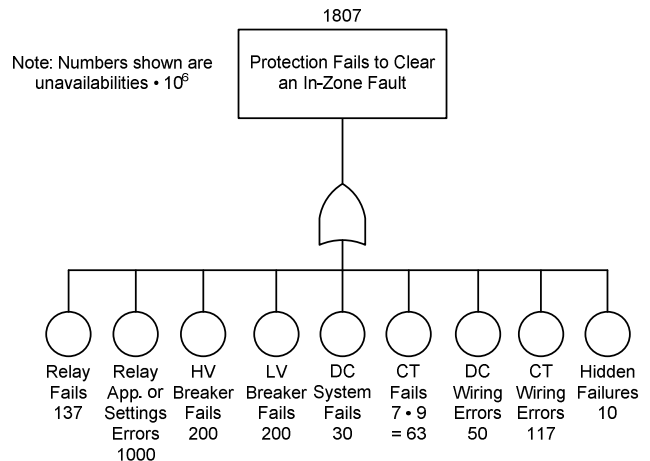 1807
Protection Fails to Clear
an In-Zone Fault
Note: Numbers shown are
unavailabilities • 10⁶
Relay
Fails
137
Relay
App. or
Settings
Errors
1000
HV
Breaker
Fails
200
LV
Breaker
Fails
200
DC
System
Fails
30
CT
Fails
7 • 9
= 63
DC
Wiring
Errors
50
CT
Wiring
Errors
117
Hidden
Failures
10